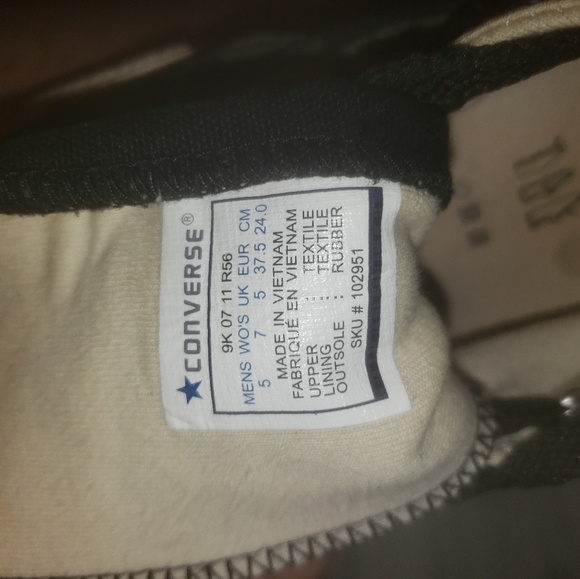 CONVERSE®
9K 07 11 R56
MENS WO'S UK EUR CM
5 7 5 37.5 24.0
MADE IN VIETNAM
FABRIQUÉ EN VIETNAM
UPPER : TEXTILE
LINING : TEXTILE
OUTSOLE : RUBBER
SKU # 102951